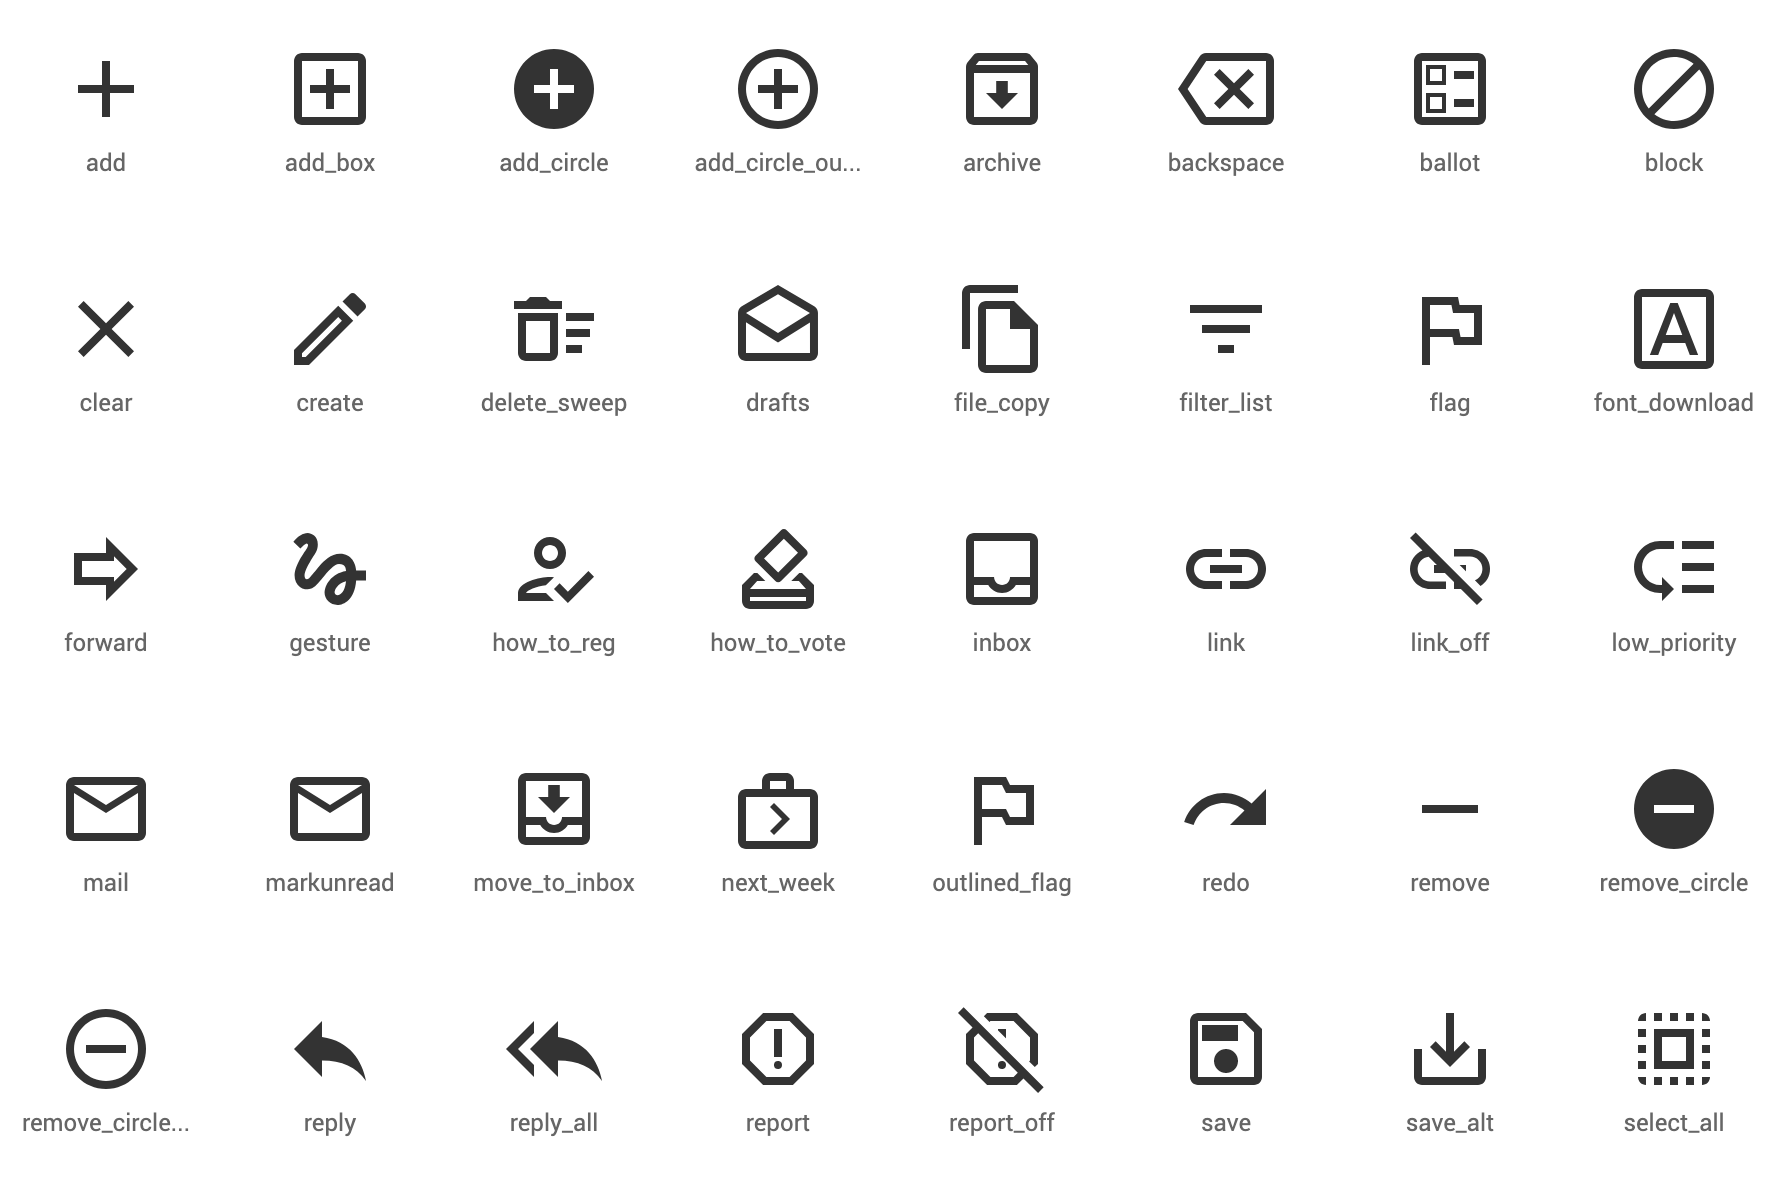 add add_box add_circle add_circle_ou... archive backspace ballot block
clear create delete_sweep drafts file_copy filter_list flag font_download
A
forward gesture how_to_reg how_to_vote inbox link link_off low_priority
mail markunread move_to_inbox next_week outlined_flag redo remove remove_circle
remove_circle... reply reply_all report report_off save save_alt select_all